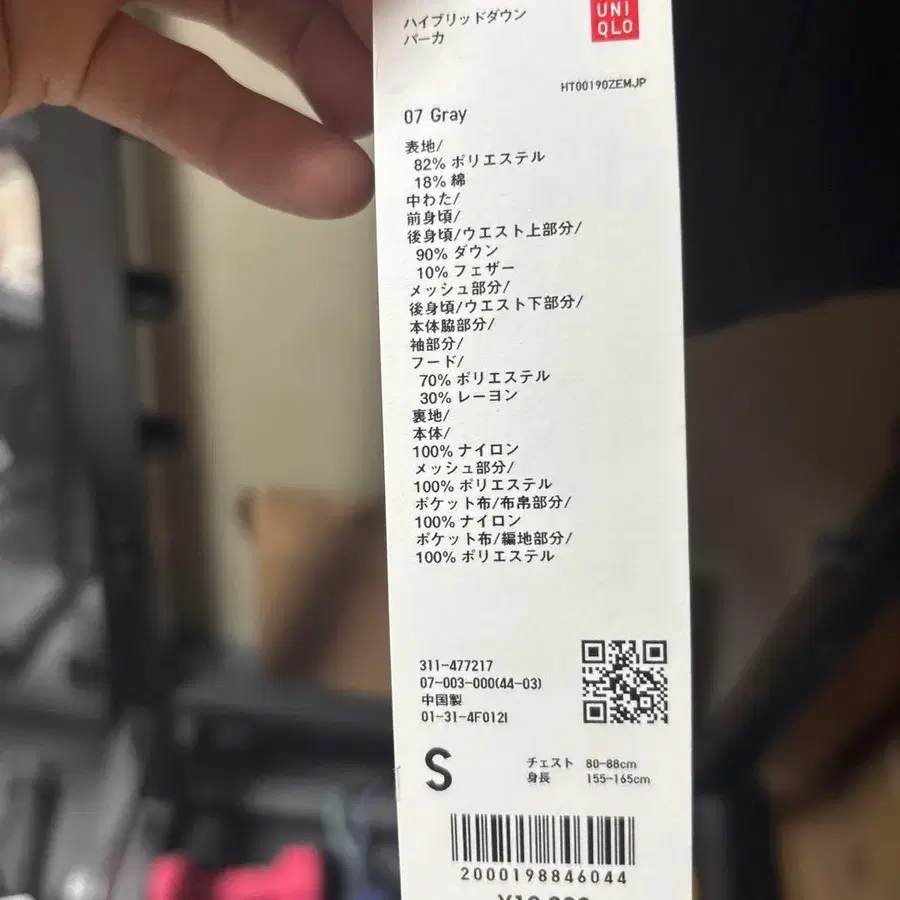 ハイブリッドダウン
パーカ
UNI
QLO
HT00190ZEMJP
07 Gray
表地/
82% ポリエステル
18% 綿
中わた/
前身頃/
後身頃/ウエスト上部分/
90% ダウン
10% フェザー
メッシュ部分/
後身頃/ウエスト下部分/
本体脇部分/
袖部分/
フード/
70% ポリエステル
30% レーヨン
裏地/
本体/
100% ナイロン
メッシュ部分/
100% ポリエステル
ポケット布/布帛部分/
100% ナイロン
ポケット布/編地部分/
100% ポリエステル
311-477217
07-003-000(44-03)
中国製
01-31-4F012I
S
チェスト 80-88cm
身長 155-165cm
2000198846044